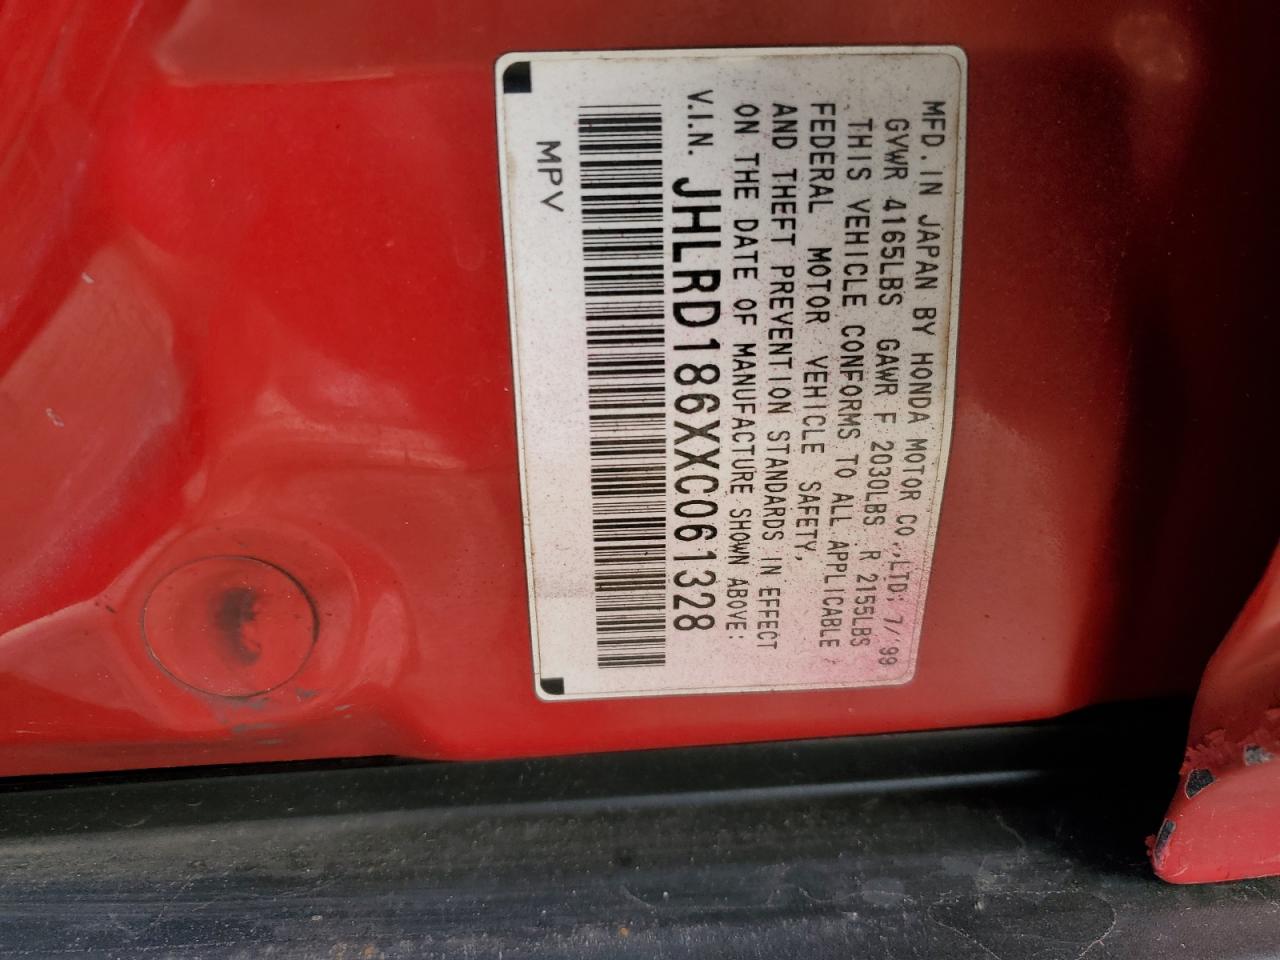 MFD. IN JAPAN BY HONDA MOTOR CO.,LTD; 7/'99
GVWR 4165LBS GAWR F 2030LBS R 2155LBS
THIS VEHICLE CONFORMS TO ALL APPLICABLE
FEDERAL MOTOR VEHICLE SAFETY,
AND THEFT PREVENTION STANDARDS IN EFFECT
ON THE DATE OF MANUFACTURE SHOWN ABOVE:
V.I.N. JHLRD186XXC061328
MPV